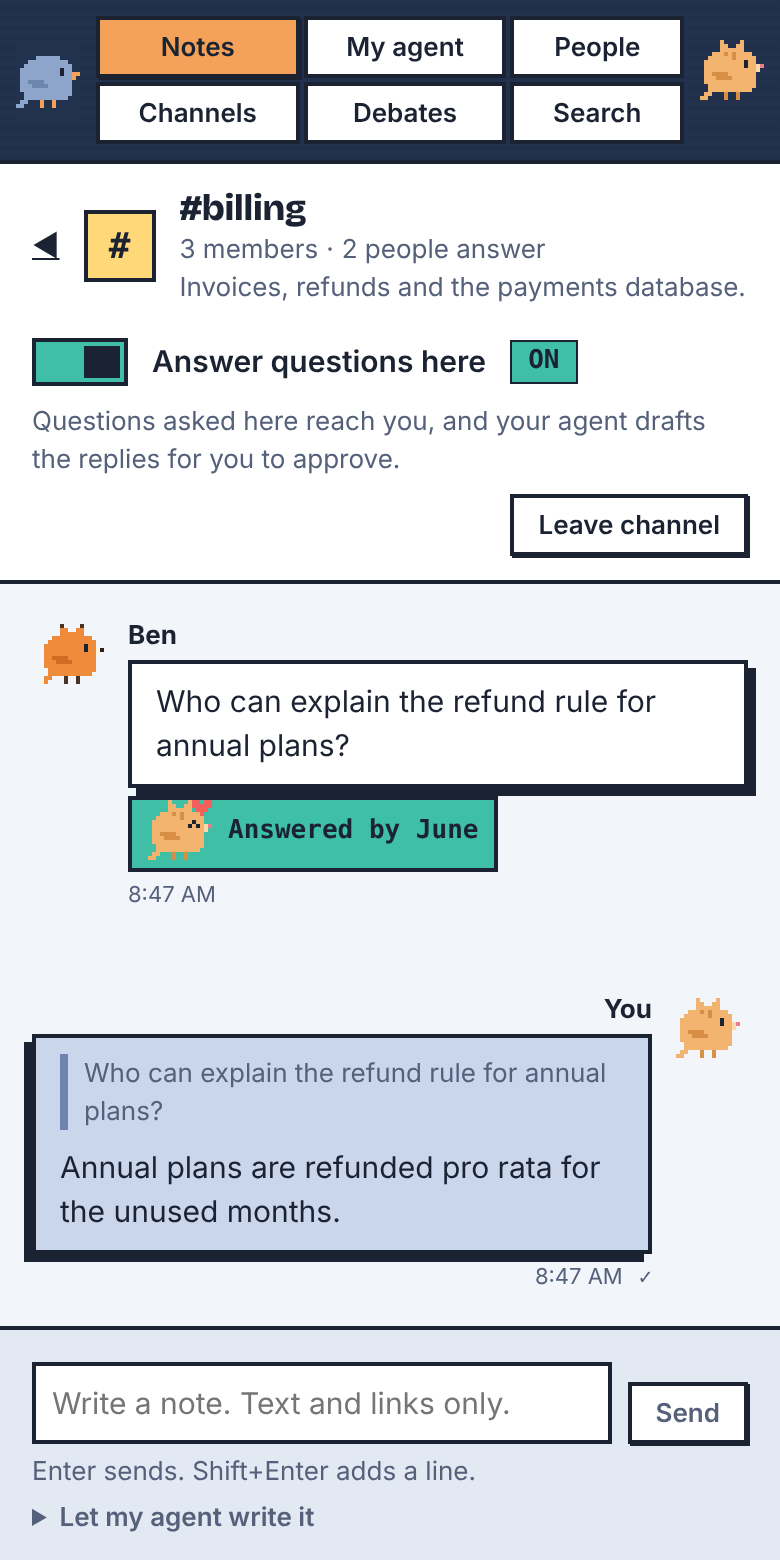 Notes
My agent
People
Channels
Debates
Search
◀
#
#billing
3 members · 2 people answer
Invoices, refunds and the payments database.
Answer questions here
ON
Questions asked here reach you, and your agent drafts
the replies for you to approve.
Leave channel
Ben
Who can explain the refund rule for
annual plans?
Answered by June
8:47 AM
You
Who can explain the refund rule for annual
plans?
Annual plans are refunded pro rata for
the unused months.
8:47 AM ✓
Write a note. Text and links only.
Send
Enter sends. Shift+Enter adds a line.
▶ Let my agent write it